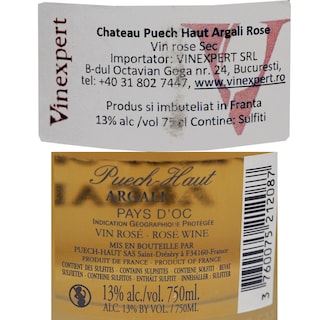 Vinexpert
Chateau Puech Haut Argali Rose
Vin rose Sec
Importator: VINEXPERT SRL
B-dul Octavian Goga nr. 24, Bucuresti,
tel: +40 31 802 7447, www.vinexpert.ro
Produs si imbuteliat in Franta
13% alc /vol 75 cl Contine: Sulfiti
Puech-Haut
ARGALI
PAYS D'OC
INDICATION GÉOGRAPHIQUE PROTÉGÉE
VIN ROSÉ - ROSE WINE
MIS EN BOUTEILLE PAR
PUECH-HAUT SAS Saint-Drézéry à F34160-France
PRODUIT DE FRANCE - PRODUCT OF FRANCE
CONTIENT DES SULFITES - CONTAINS SULPHITES
13% alc./vol. 750ml.
ALC. 13% BY VOL. / 750ML.
3 760075 212087